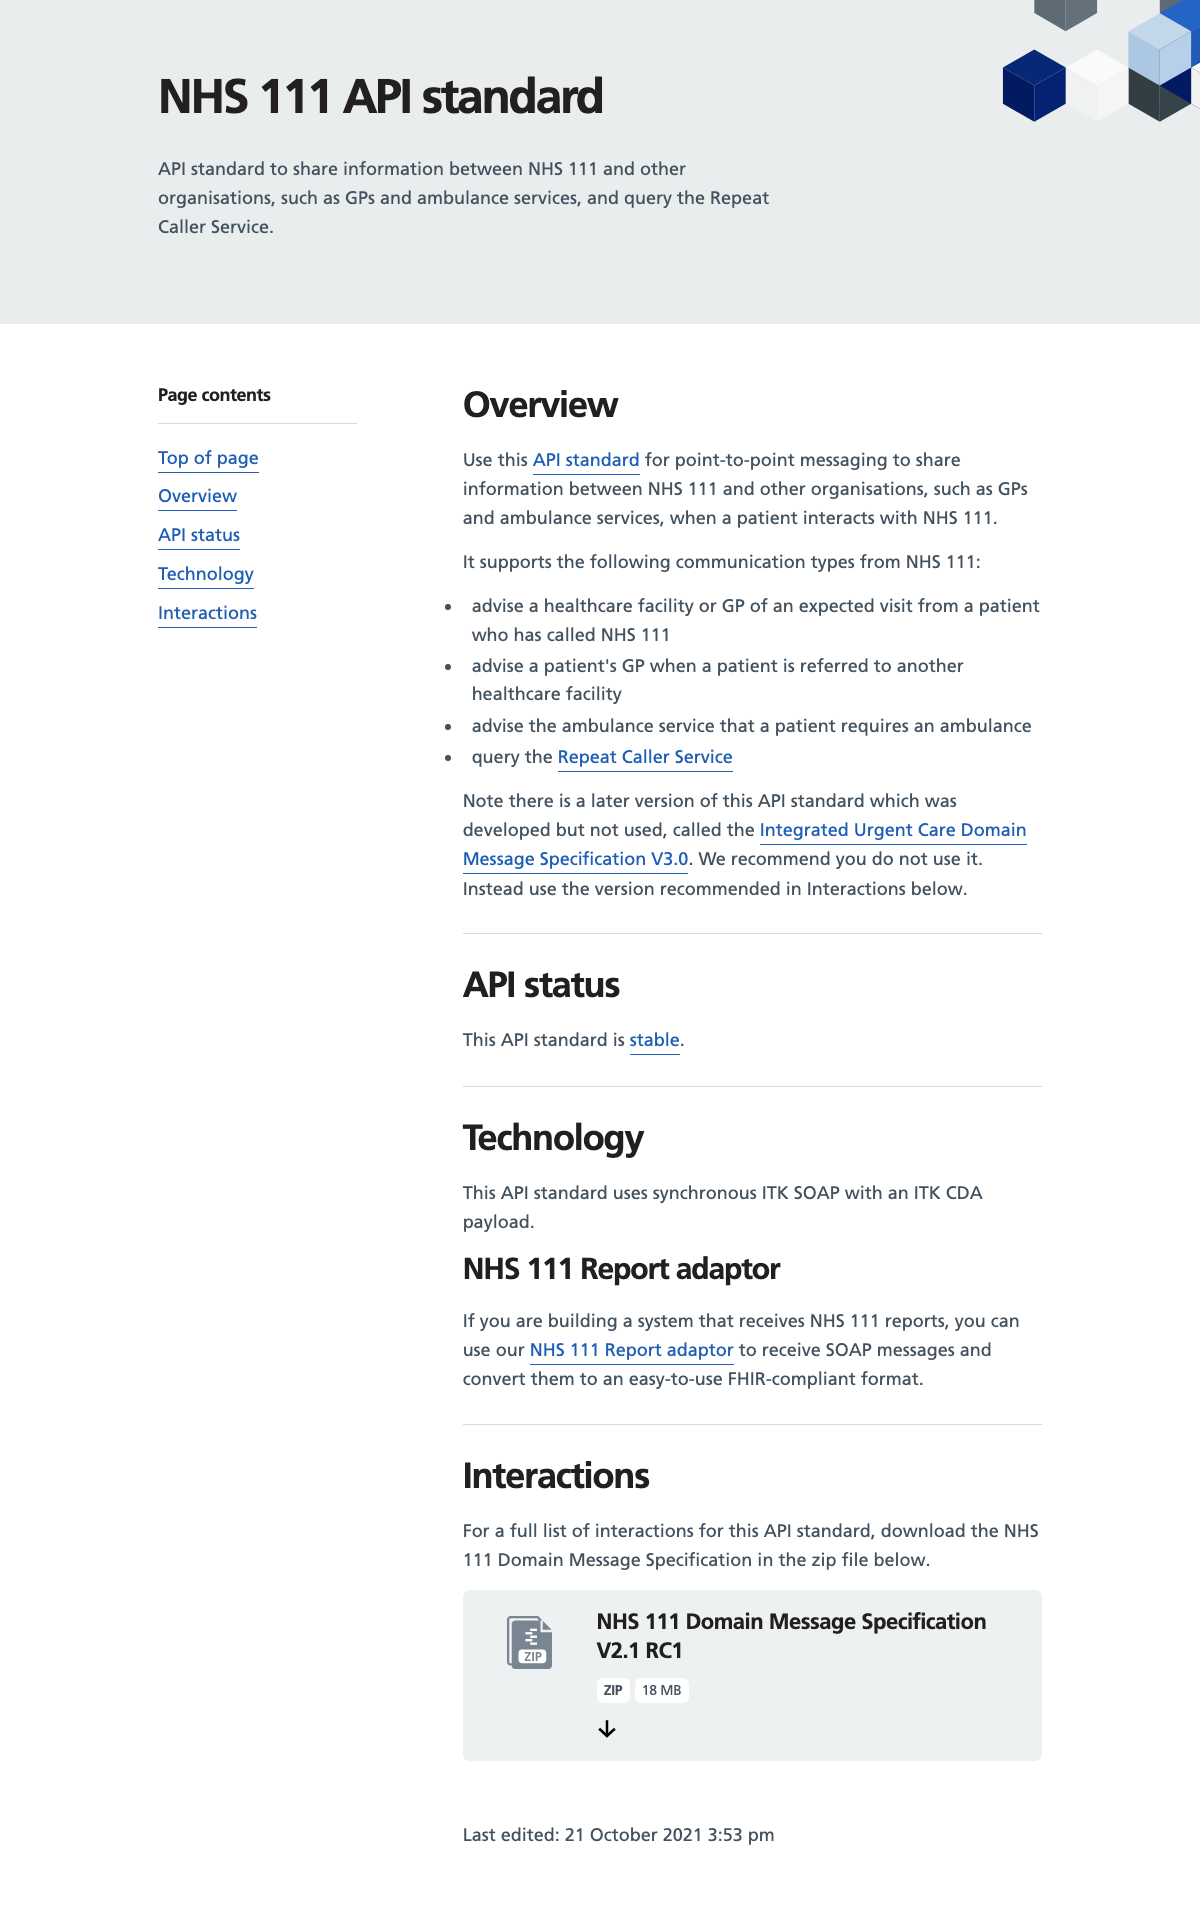 NHS 111 API standard
API standard to share information between NHS 111 and other
organisations, such as GPs and ambulance services, and query the Repeat
Caller Service.
Page contents
Top of page
Overview
API status
Technology
Interactions
Overview
Use this API standard for point-to-point messaging to share
information between NHS 111 and other organisations, such as GPs
and ambulance services, when a patient interacts with NHS 111.
It supports the following communication types from NHS 111:
• advise a healthcare facility or GP of an expected visit from a patient
who has called NHS 111
• advise a patient's GP when a patient is referred to another
healthcare facility
• advise the ambulance service that a patient requires an ambulance
• query the Repeat Caller Service
Note there is a later version of this API standard which was
developed but not used, called the Integrated Urgent Care Domain
Message Specification V3.0. We recommend you do not use it.
Instead use the version recommended in Interactions below.
API status
This API standard is stable.
Technology
This API standard uses synchronous ITK SOAP with an ITK CDA
payload.
NHS 111 Report adaptor
If you are building a system that receives NHS 111 reports, you can
use our NHS 111 Report adaptor to receive SOAP messages and
convert them to an easy-to-use FHIR-compliant format.
Interactions
For a full list of interactions for this API standard, download the NHS
111 Domain Message Specification in the zip file below.
ZIP
NHS 111 Domain Message Specification
V2.1 RC1
ZIP 18 MB
Last edited: 21 October 2021 3:53 pm